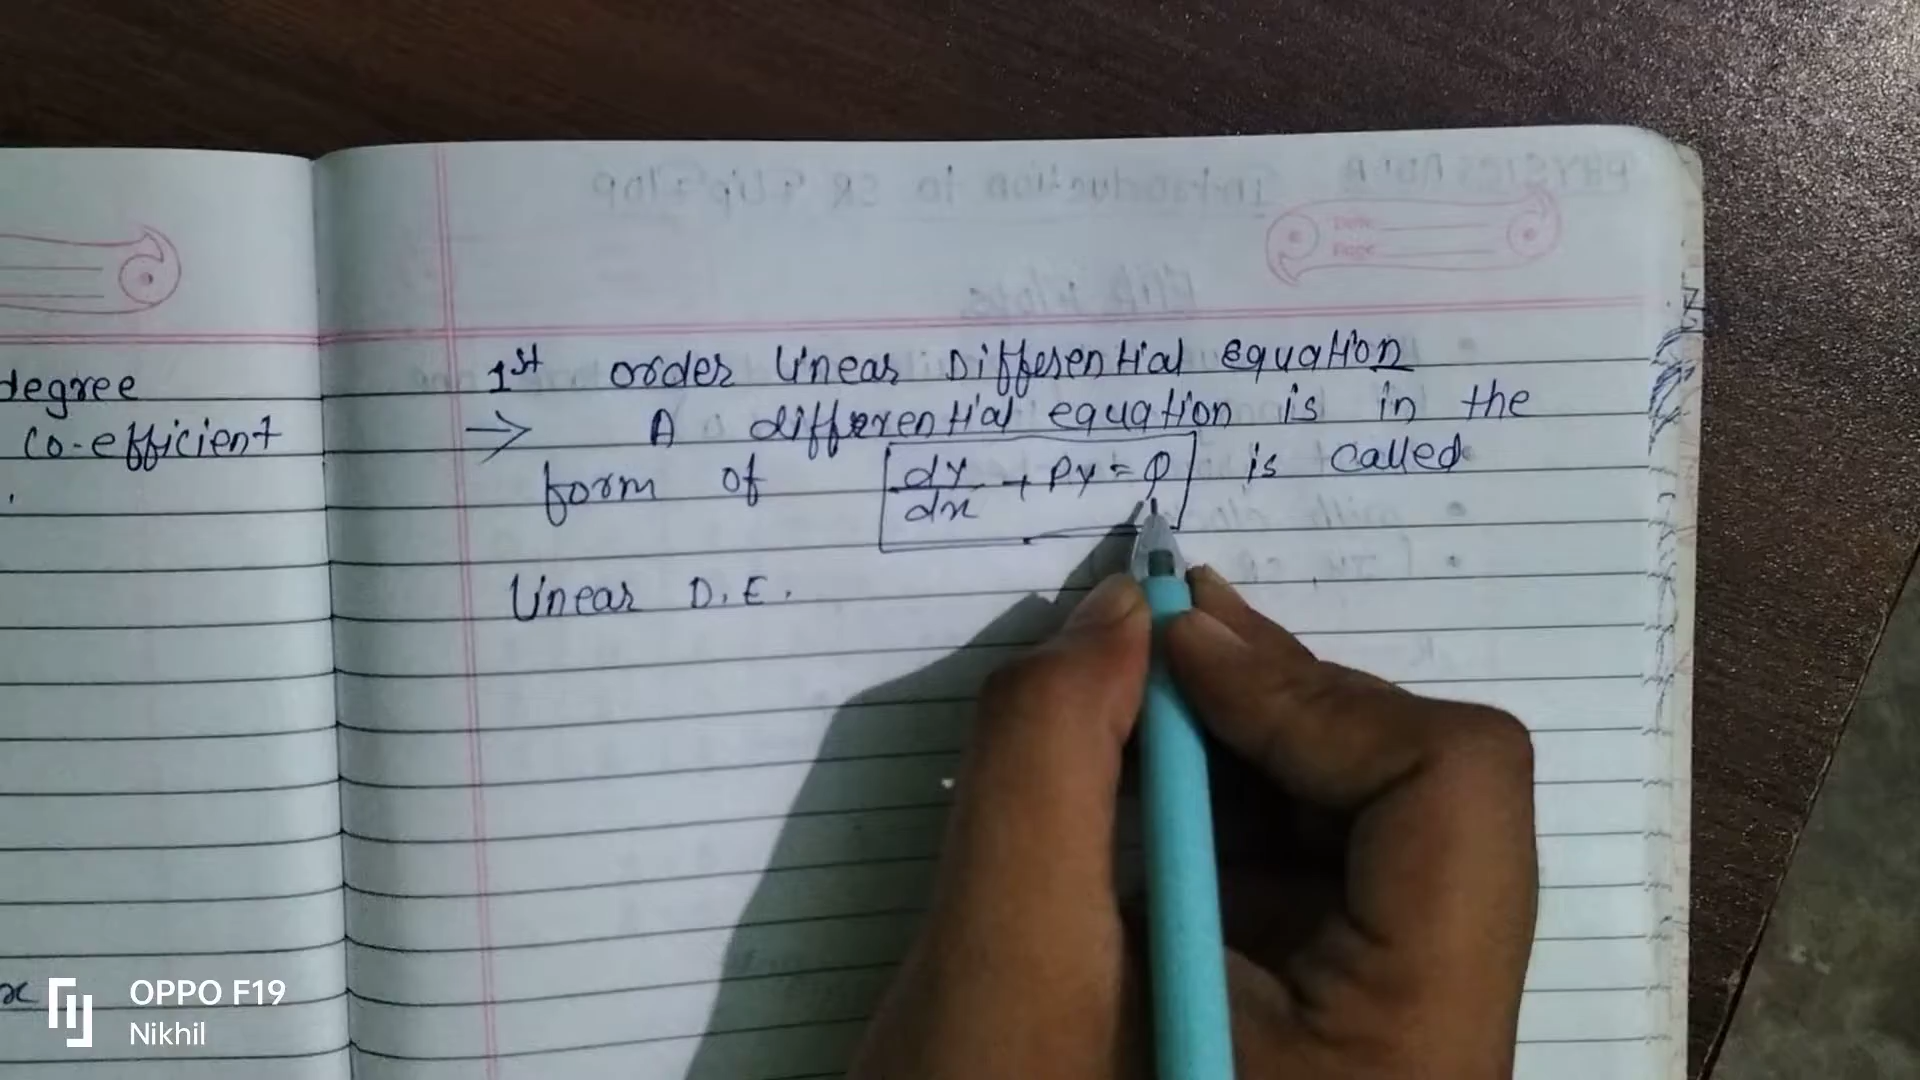 degree
co-efficient
1st order linear Differential equation
→ A differential equation is in the
form of dy/dx + Py = Q is called
linear D.E.
x
OPPO F19
Nikhil